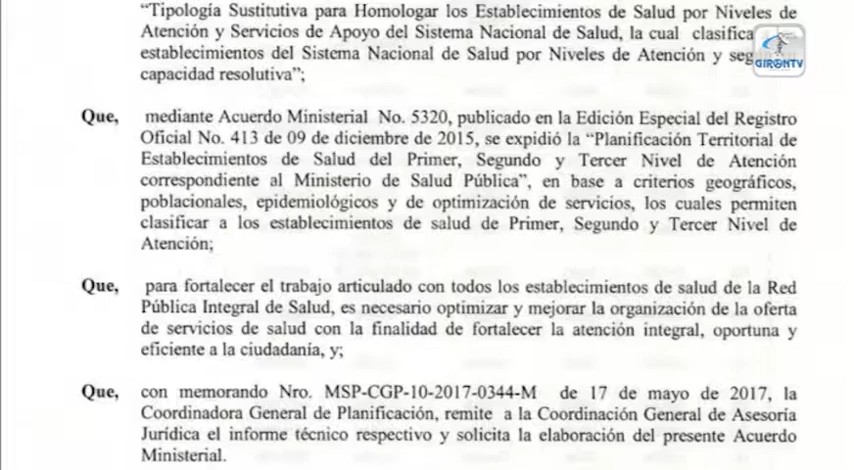 “Tipología Sustitutiva para Homologar los Establecimientos de Salud por Niveles de
Atención y Servicios de Apoyo del Sistema Nacional de Salud, la cual clasifica
establecimientos del Sistema Nacional de Salud por Niveles de Atención y
capacidad resolutiva”;
GIRONTV
Que, mediante Acuerdo Ministerial No. 5320, publicado en la Edición Especial del Registro
Oficial No. 413 de 09 de diciembre de 2015, se expidió la “Planificación Territorial de
Establecimientos de Salud del Primer, Segundo y Tercer Nivel de Atención
correspondiente al Ministerio de Salud Pública”, en base a criterios geográficos,
poblacionales, epidemiológicos y de optimización de servicios, los cuales permiten
clasificar a los establecimientos de salud de Primer, Segundo y Tercer Nivel de
Atención;
Que, para fortalecer el trabajo articulado con todos los establecimientos de salud de la Red
Pública Integral de Salud, es necesario optimizar y mejorar la organización de la oferta
de servicios de salud con la finalidad de fortalecer la atención integral, oportuna y
eficiente a la ciudadanía, y;
Que, con memorando Nro. MSP-CGP-10-2017-0344-M de 17 de mayo de 2017, la
Coordinadora General de Planificación, remite a la Coordinación General de Asesoría
Jurídica el informe técnico respectivo y solicita la elaboración del presente Acuerdo
Ministerial.